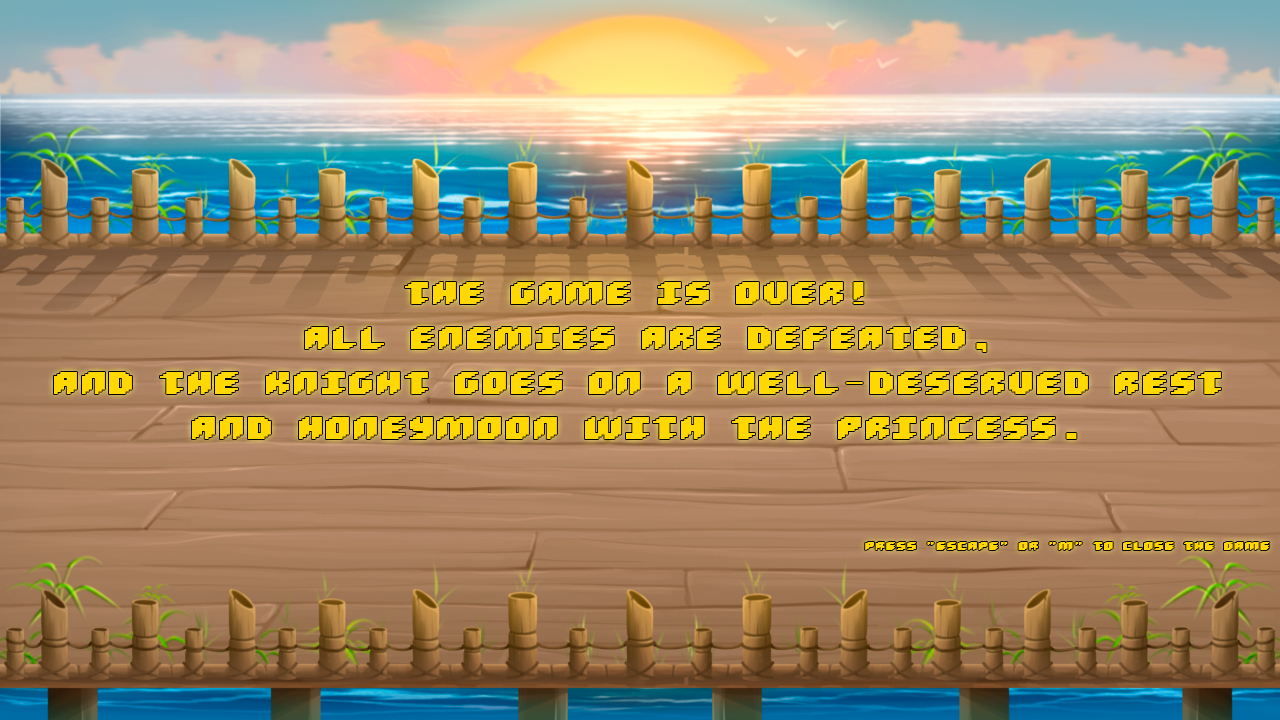 THE GAME IS OVER!
ALL ENEMIES ARE DEFEATED,
AND THE KNIGHT GOES ON A WELL-DESERVED REST
AND HONEYMOON WITH THE PRINCESS.
PRESS "ESCAPE" OR "M" TO CLOSE THE GAME